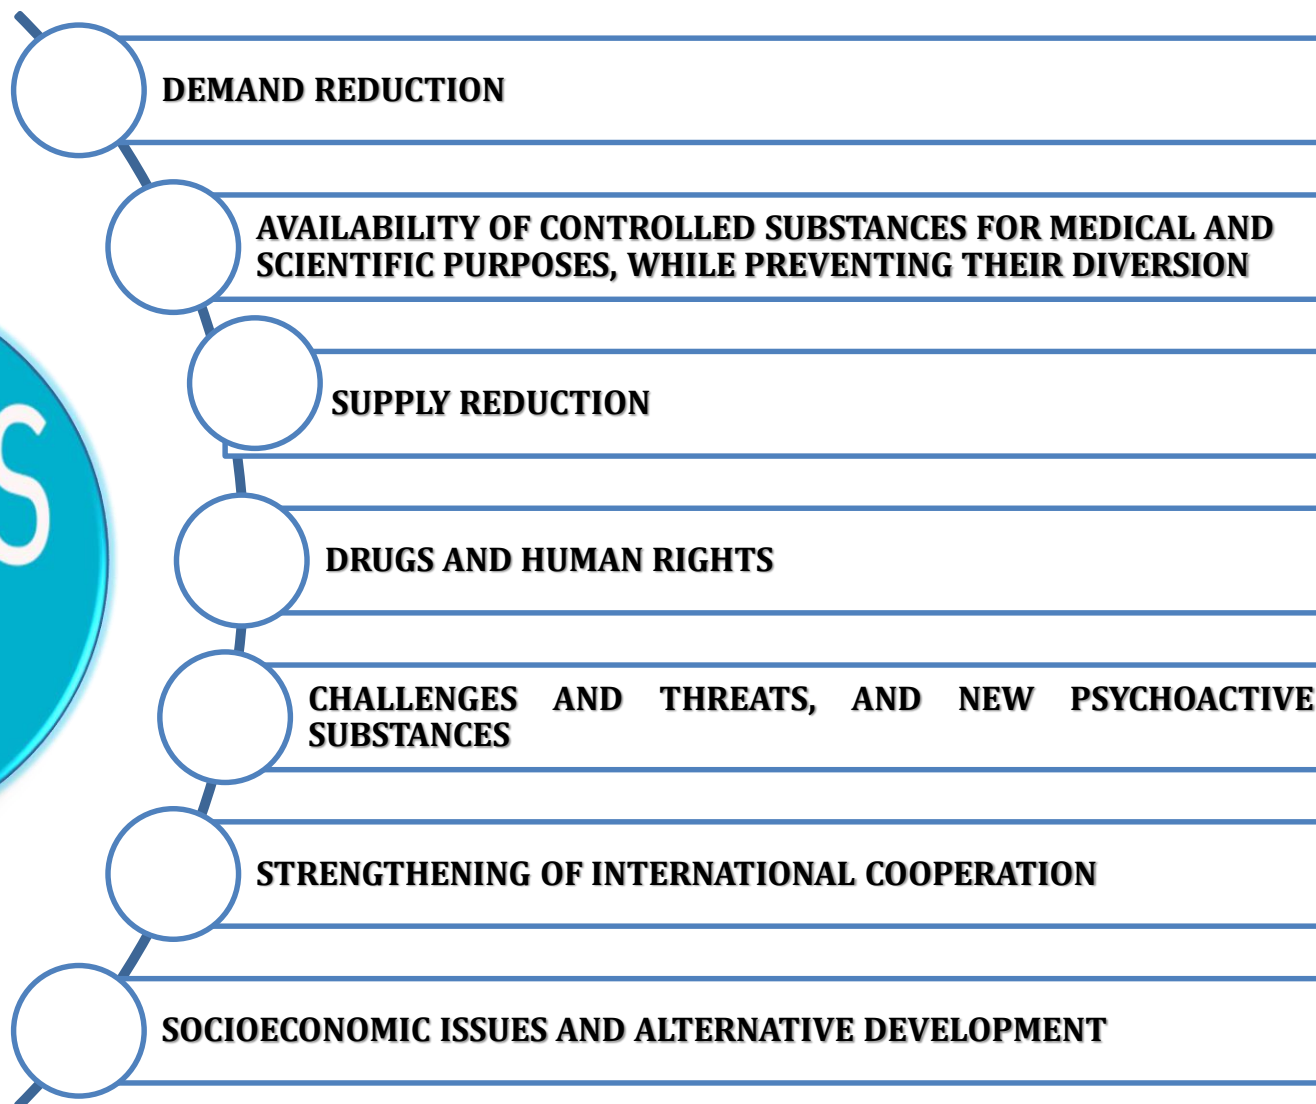 DEMAND REDUCTION
AVAILABILITY OF CONTROLLED SUBSTANCES FOR MEDICAL AND
SCIENTIFIC PURPOSES, WHILE PREVENTING THEIR DIVERSION
SUPPLY REDUCTION
S
DRUGS AND HUMAN RIGHTS
CHALLENGES AND THREATS, AND NEW PSYCHOACTIVE
SUBSTANCES
STRENGTHENING OF INTERNATIONAL COOPERATION
SOCIOECONOMIC ISSUES AND ALTERNATIVE DEVELOPMENT